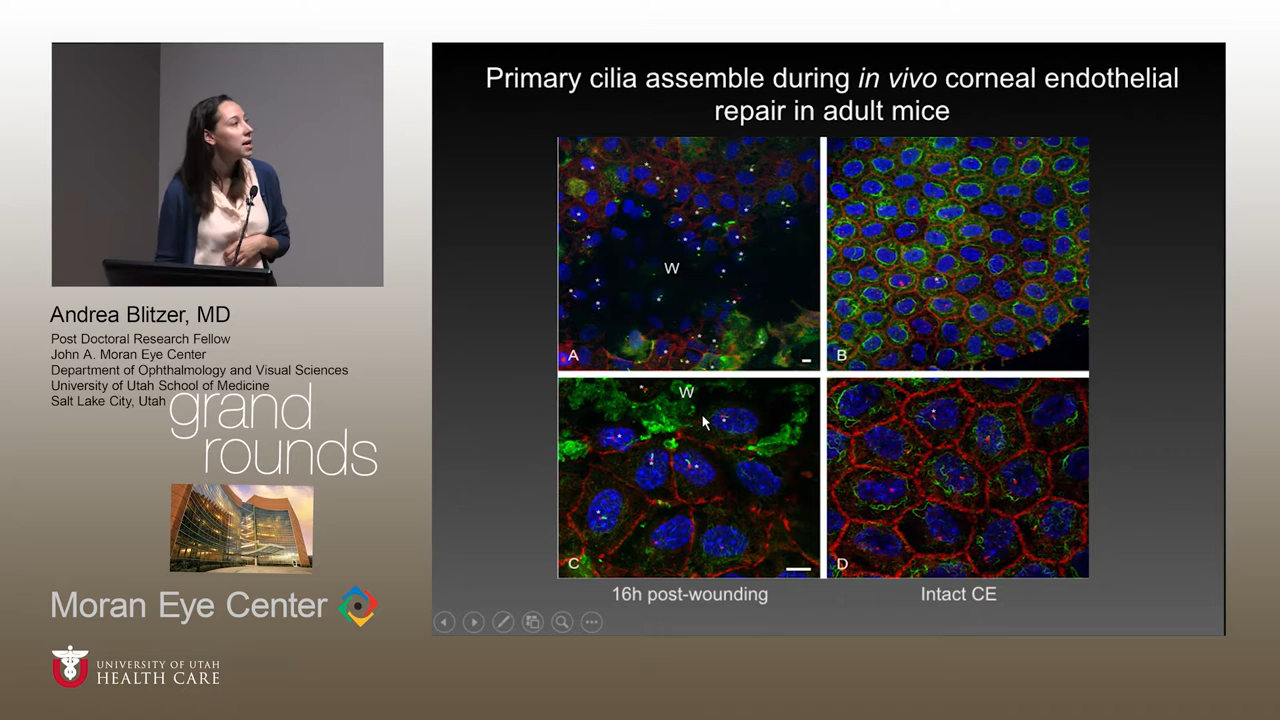 Primary cilia assemble during in vivo corneal endothelial
repair in adult mice
W
A
B
W
C
D
16h post-wounding
Intact CE
Andrea Blitzer, MD
Post Doctoral Research Fellow
John A. Moran Eye Center
Department of Ophthalmology and Visual Sciences
University of Utah School of Medicine
Salt Lake City, Utah
grand
rounds
Moran Eye Center
U
UNIVERSITY OF UTAH
HEALTH CARE